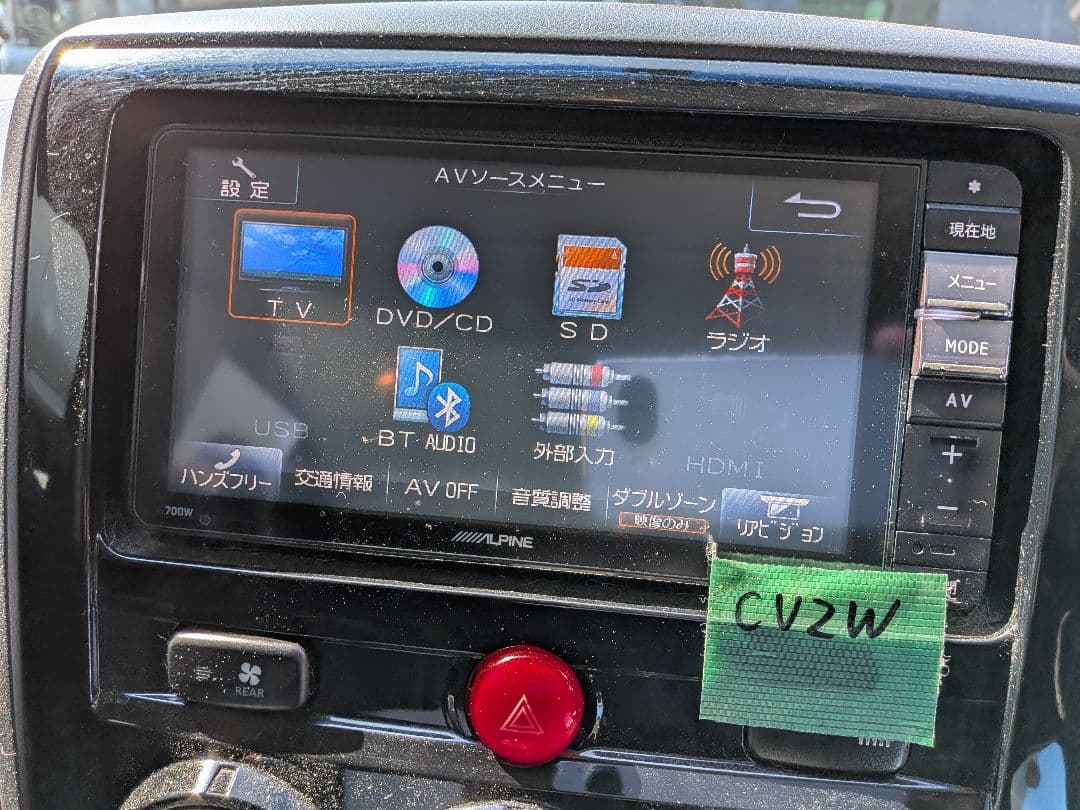 設定
AVソースメニュー
TV
DVD/CD
SD
ラジオ
USB
BT AUDIO
外部入力
HDMI
ハンズフリー
交通情報
AV OFF
音質調整
ダブルゾーン
映像のみ
リアビジョン
700W
ALPINE
現在地
メニュー
MODE
AV
+
−
REAR
CV2W